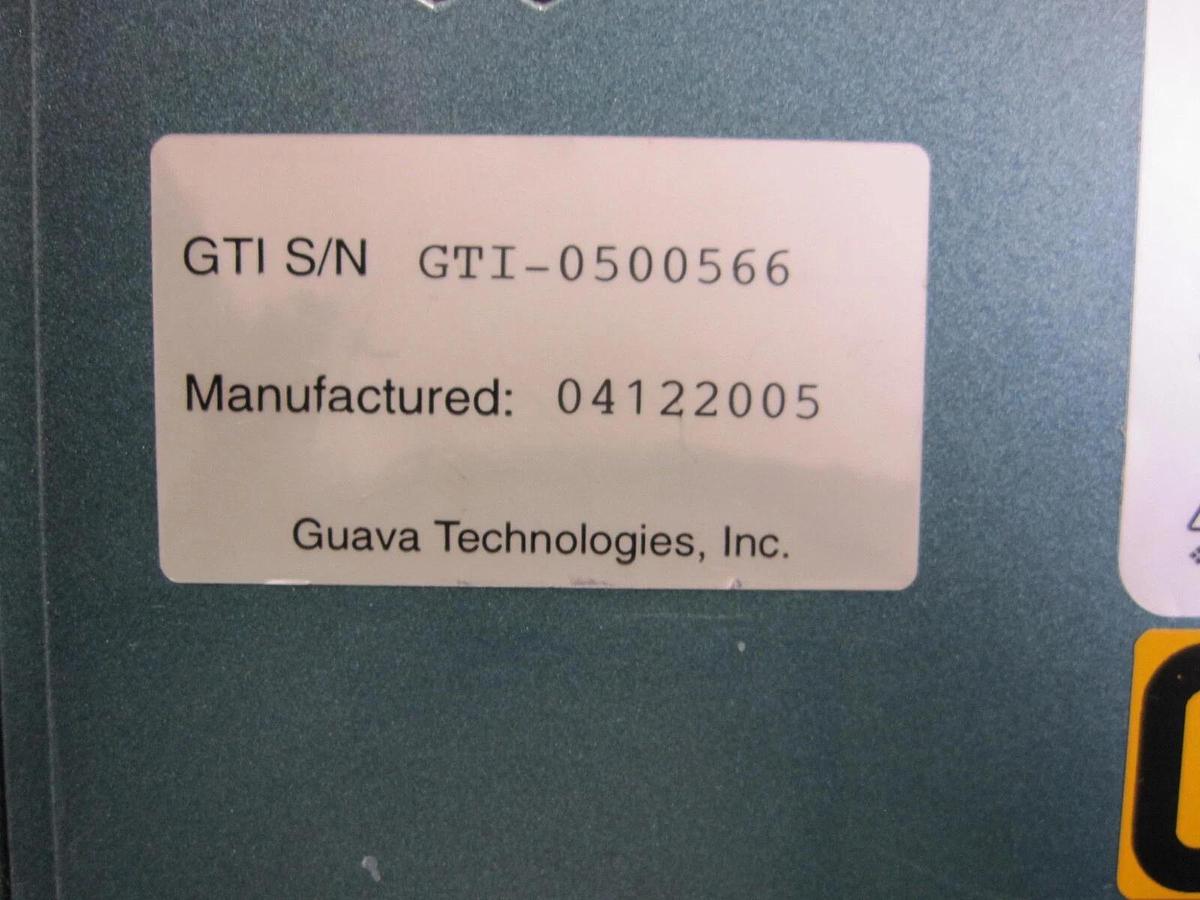 GTI S/N GTI-0500566
Manufactured: 04122005
Guava Technologies, Inc.